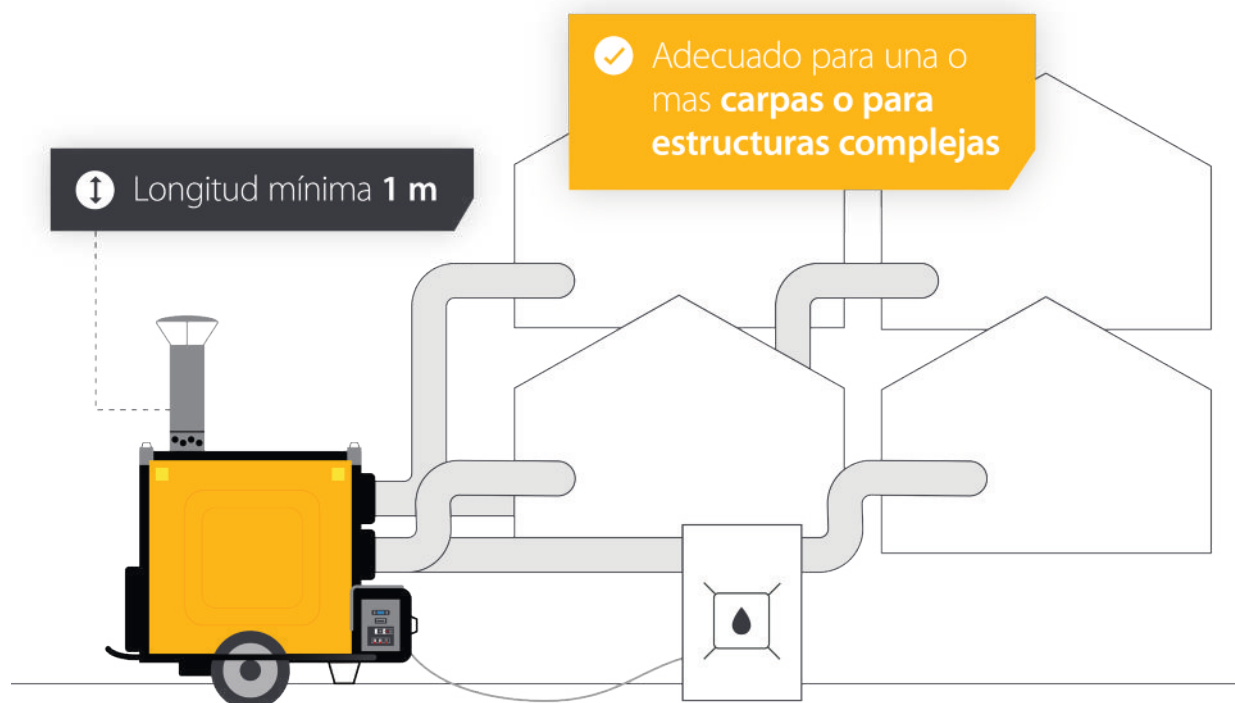 Adecuado para una o
mas carpas o para
estructuras complejas
Longitud mínima 1 m